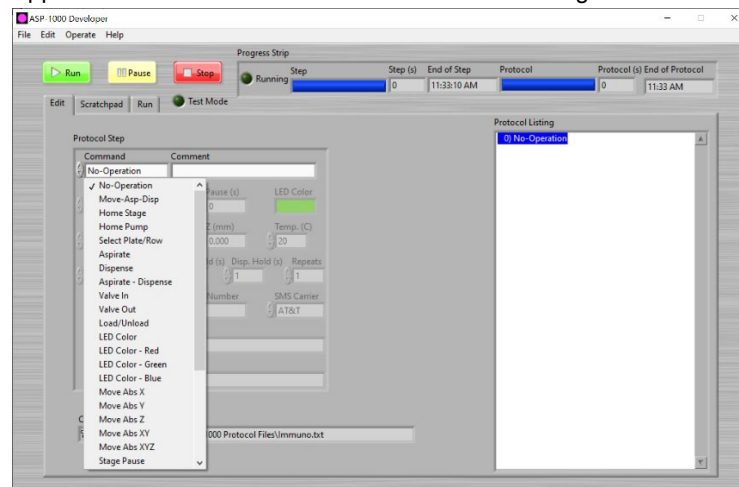 ASP-1000 Developer
File Edit Operate Help
Progress Strip
Run Pause Stop Running Step Step (s) End of Step Protocol Protocol (s) End of Protocol
0 11:33:10 AM 0 11:33 AM
Edit Scratchpad Run Test Mode
Protocol Listing
0) No-Operation
Protocol Step
Command Comment
No-Operation
✓ No-Operation
Move-Asp-Disp
Home Stage
Home Pump
Select Plate/Row
Aspirate
Dispense
Aspirate - Dispense
Valve In
Valve Out
Load/Unload
LED Color
LED Color - Red
LED Color - Green
LED Color - Blue
Move Abs X
Move Abs Y
Move Abs Z
Move Abs XY
Move Abs XYZ
Stage Pause
Pause (s) LED Color
0
(mm) Temp. (C)
0.000 20
(s) Disp. Hold (s) Repeats
1 1
Number SMS Carrier
AT&T
000 Protocol Files\Immuno.txt